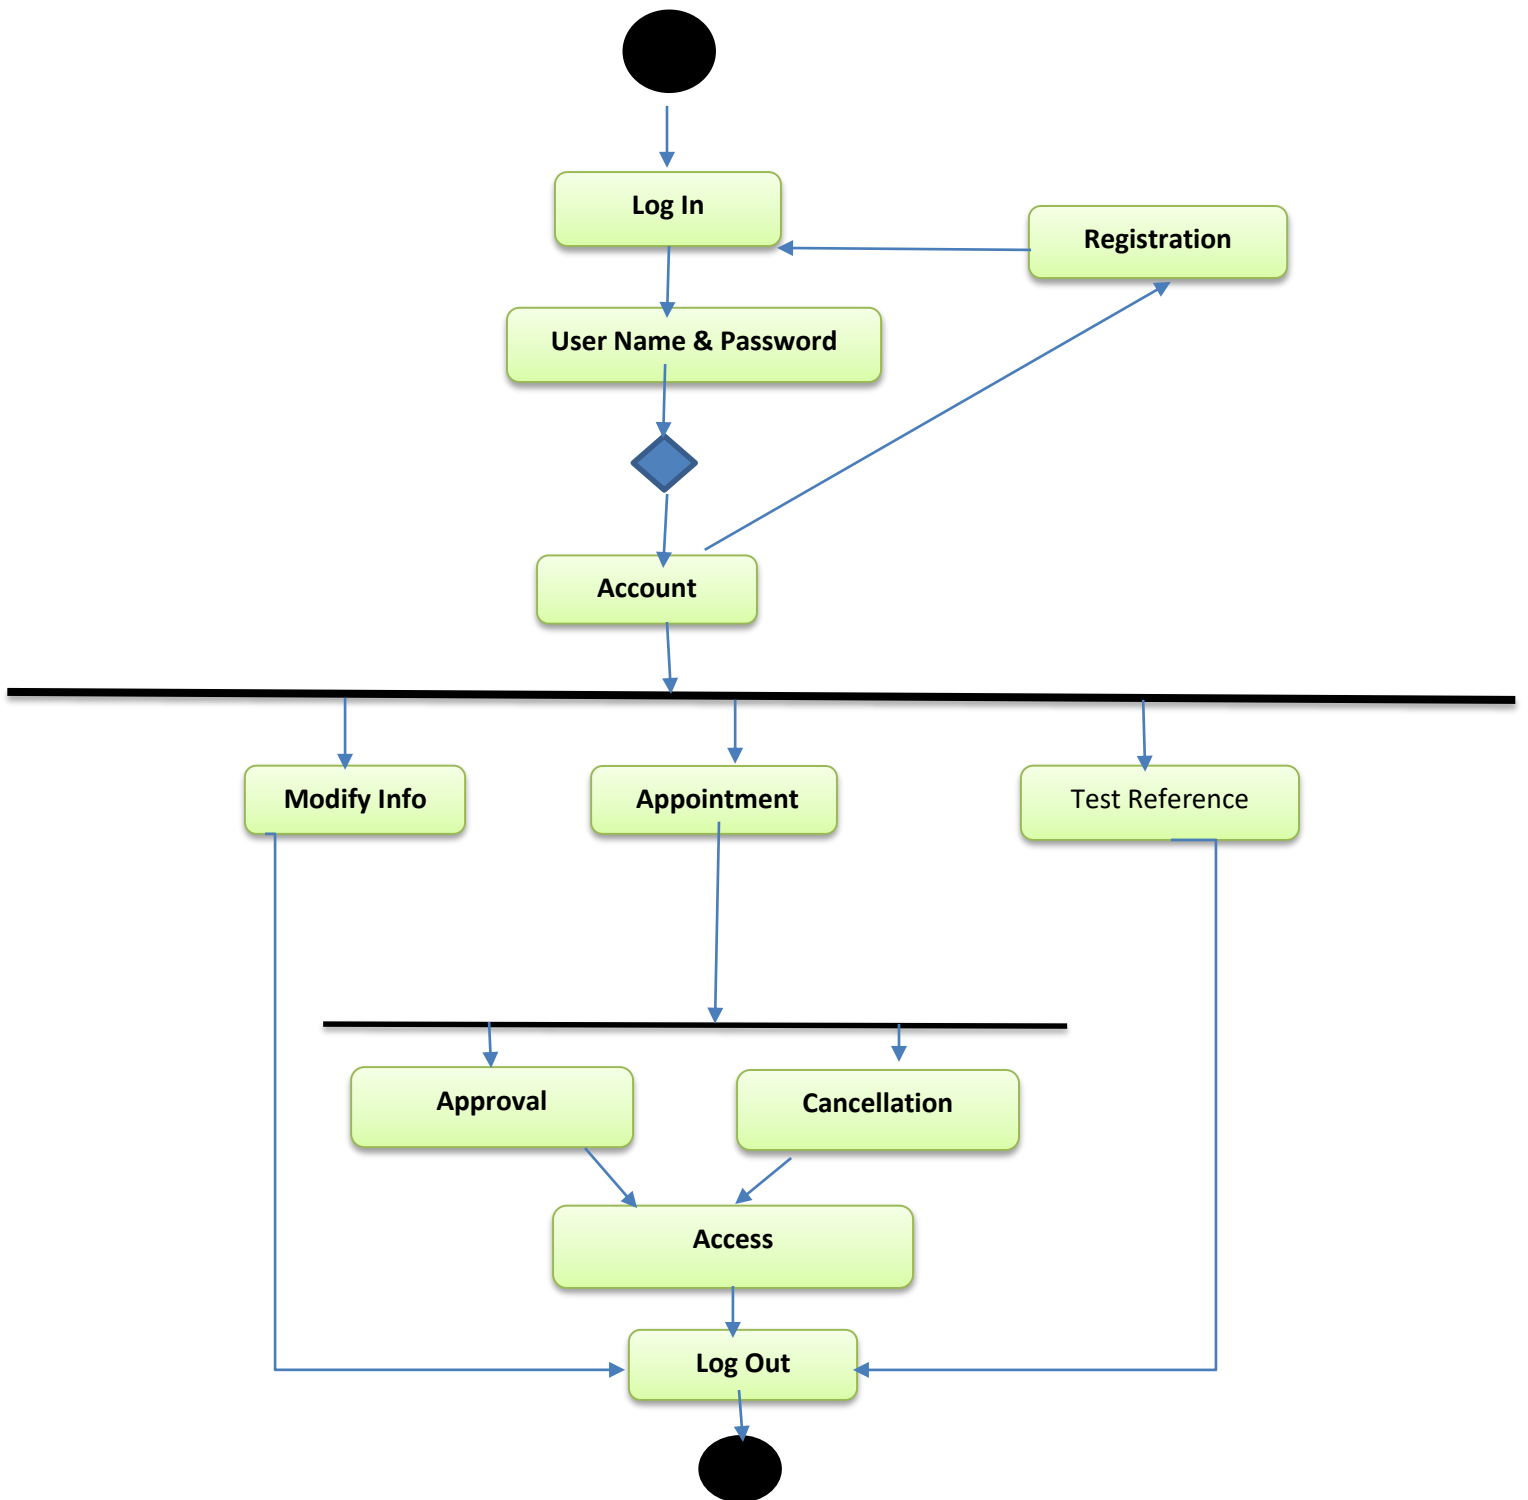 Log In
Registration
User Name & Password
Account
Modify Info
Appointment
Test Reference
Approval
Cancellation
Access
Log Out